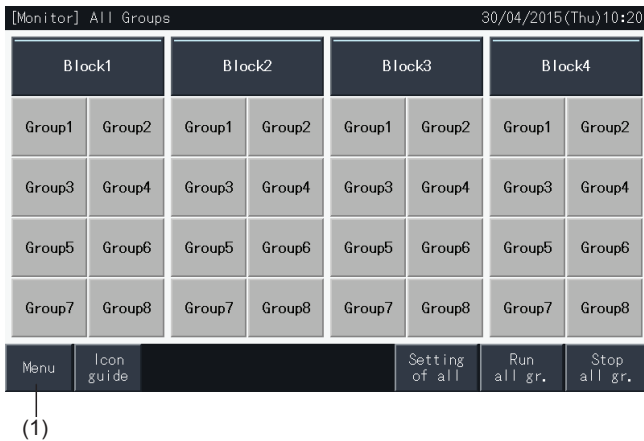 [Monitor] All Groups 30/04/2015(Thu)10:20
Block1 Block2 Block3 Block4
Group1 Group2 Group1 Group2 Group1 Group2 Group1 Group2
Group3 Group4 Group3 Group4 Group3 Group4 Group3 Group4
Group5 Group6 Group5 Group6 Group5 Group6 Group5 Group6
Group7 Group8 Group7 Group8 Group7 Group8 Group7 Group8
Menu
Icon
guide
Setting
of all
Run
all gr.
Stop
all gr.
(1)